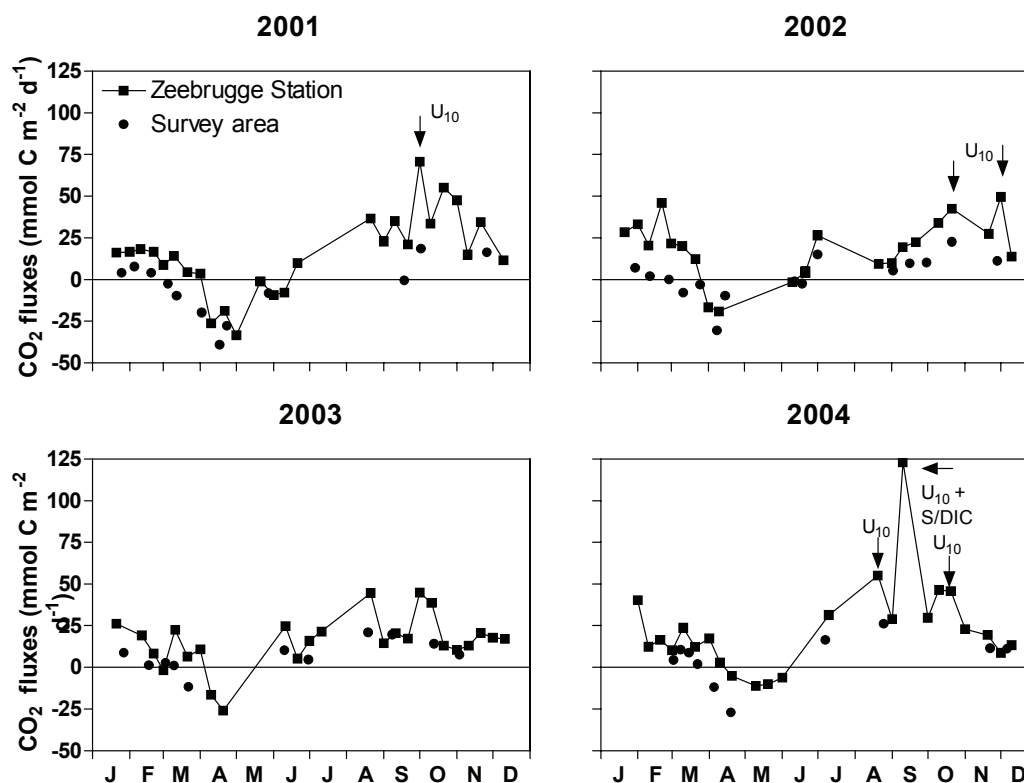 2001
2002
CO₂ fluxes (mmol C m⁻² d⁻¹)
125
100
75
50
25
0
-25
-50
Zeebrugge Station
Survey area
U₁₀
U₁₀
J F M A M J J A S O N D
J F M A M J J A S O N D
2003
2004
CO₂ fluxes (mmol C m⁻²
d⁻¹)
125
100
75
50
25
0
-25
-50
U₁₀
U₁₀ +
S/DIC
U₁₀
J F M A M J J A S O N D
J F M A M J J A S O N D